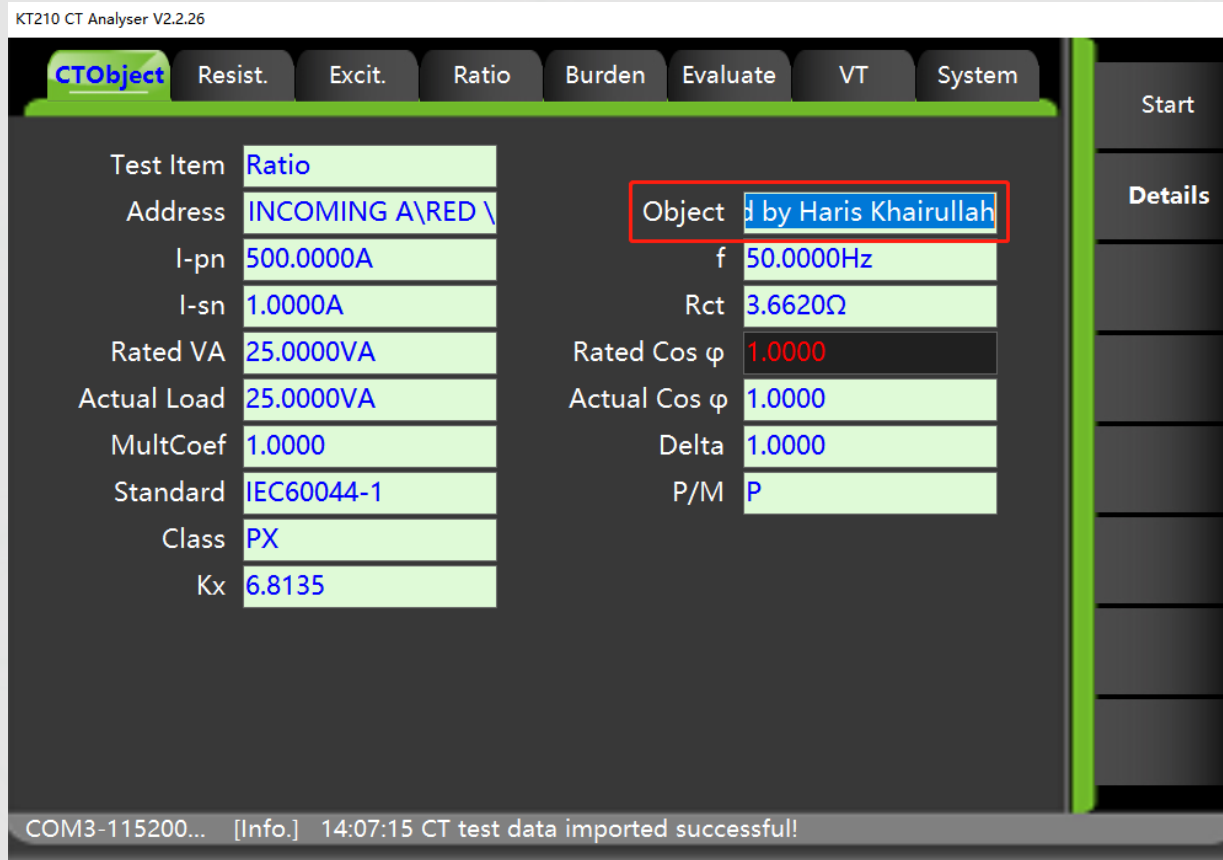 KT210 CT Analyser V2.2.26
CTObject Resist. Excit. Ratio Burden Evaluate VT System
Start
Details
Test Item Ratio
Address INCOMING A\RED \ Object d by Haris Khairullah
I-pn 500.0000A f 50.0000Hz
I-sn 1.0000A Rct 3.6620Ω
Rated VA 25.0000VA Rated Cos φ 1.0000
Actual Load 25.0000VA Actual Cos φ 1.0000
MultCoef 1.0000 Delta 1.0000
Standard IEC60044-1 P/M P
Class PX
Kx 6.8135
COM3-115200... [Info.] 14:07:15 CT test data imported successful!